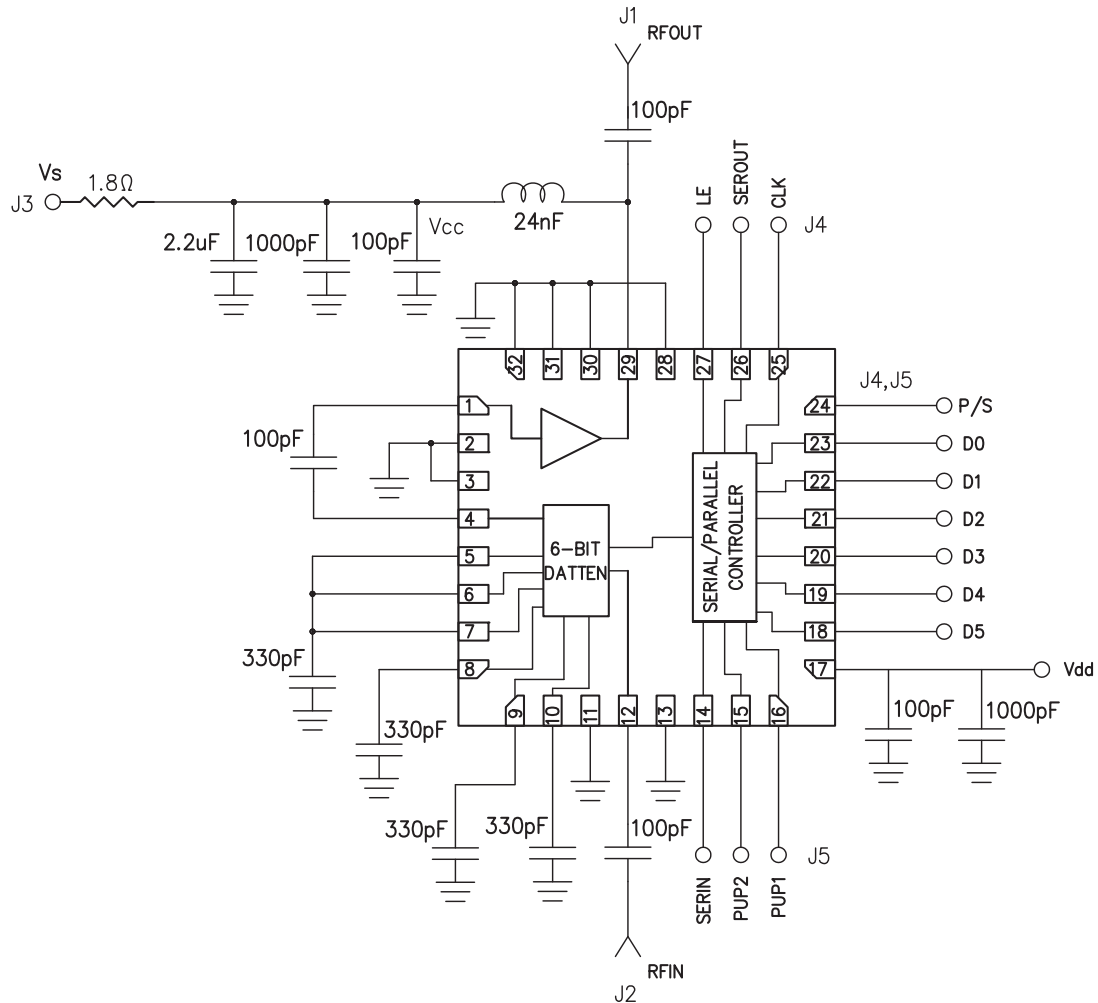 J1
RFOUT
100pF
Vs
J3
1.8Ω
2.2uF
1000pF
100pF
Vcc
24nF
LE
SEROUT
CLK
J4
32
31
30
29
28
27
26
25
J4,J5
1
2
3
4
5
6
7
8
100pF
6-BIT
DATTEN
SERIAL/PARALLEL
CONTROLLER
24
23
22
21
20
19
18
17
P/S
D0
D1
D2
D3
D4
D5
Vdd
100pF
1000pF
330pF
330pF
9
10
11
12
13
14
15
16
330pF
330pF
100pF
SERIN
PUP2
PUP1
J5
RFIN
J2